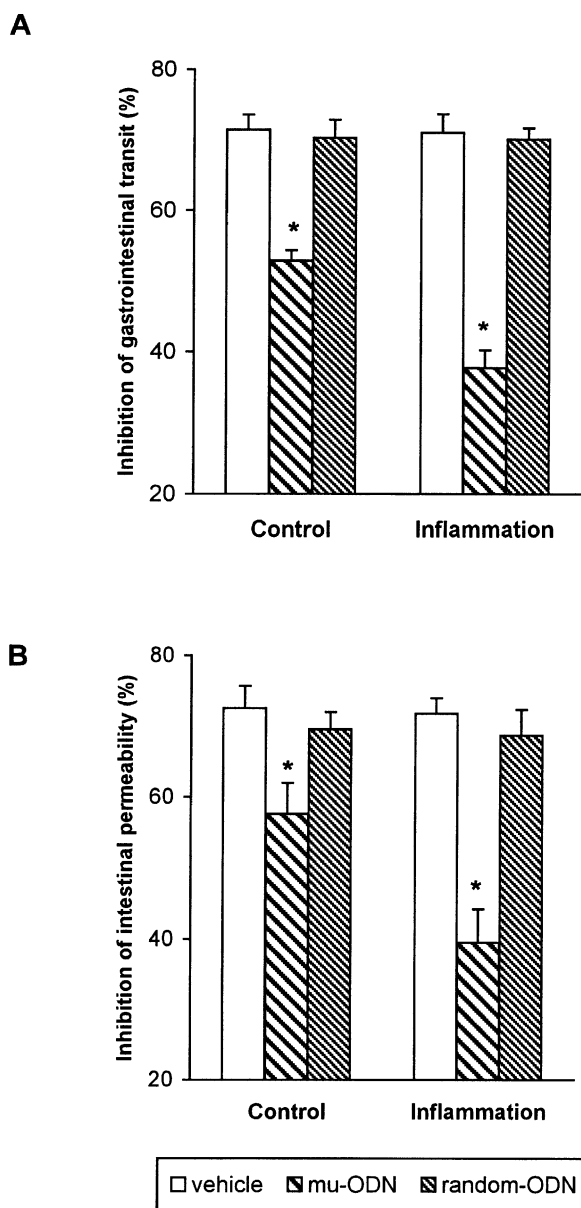 A
Inhibition of gastrointestinal transit (%)
80
60
40
20
*
*
Control
Inflammation
B
Inhibition of intestinal permeability (%)
80
60
40
20
*
*
Control
Inflammation
vehicle mu-ODN random-ODN